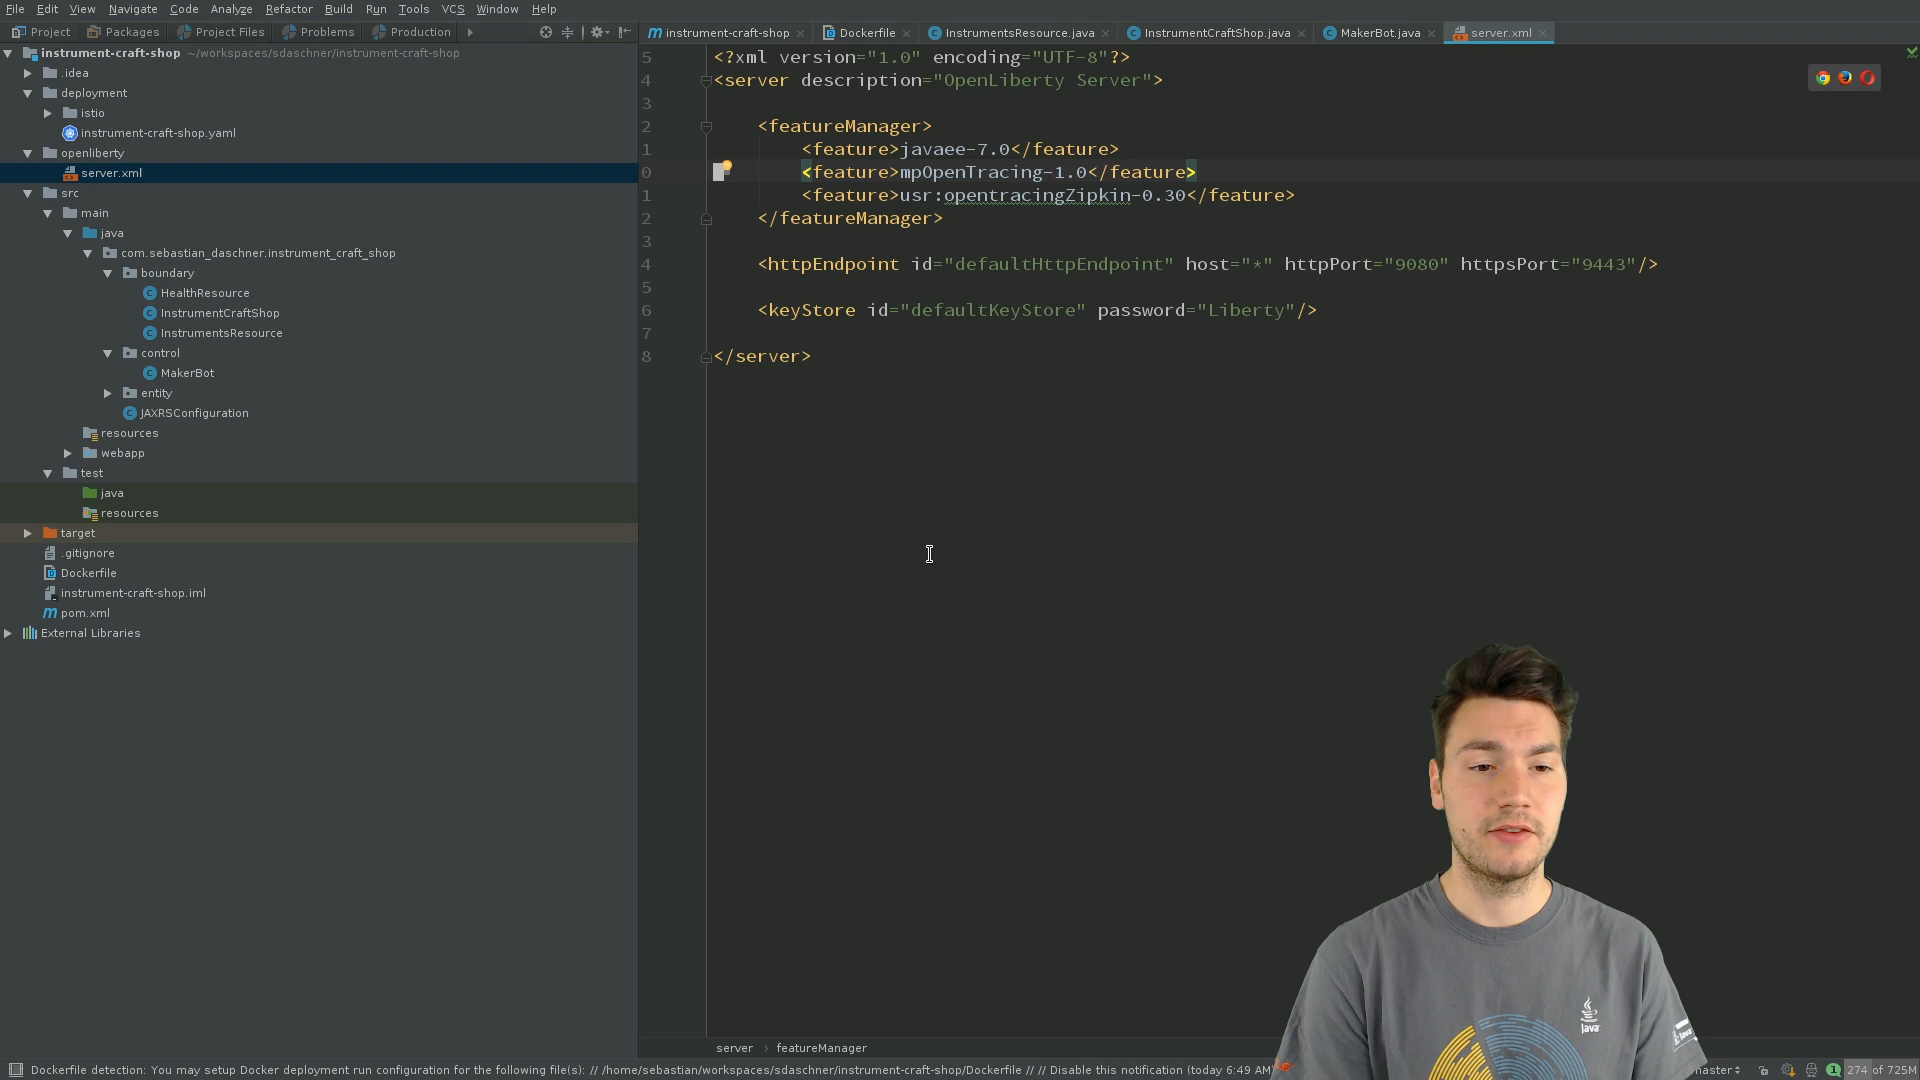 File Edit View Navigate Code Analyze Refactor Build Run Tools VCS Window Help
Project Packages Project Files Problems Production
instrument-craft-shop Dockerfile InstrumentsResource.java InstrumentCraftShop.java MakerBot.java server.xml
instrument-craft-shop ~/workspaces/sdaschner/instrument-craft-shop
.idea
deployment
istio
instrument-craft-shop.yaml
openliberty
server.xml
src
main
java
com.sebastian_daschner.instrument_craft_shop
boundary
HealthResource
InstrumentCraftShop
InstrumentsResource
control
MakerBot
entity
JAXRSConfiguration
resources
webapp
test
java
resources
target
.gitignore
Dockerfile
instrument-craft-shop.iml
pom.xml
External Libraries
5 <?xml version="1.0" encoding="UTF-8"?>
4 <server description="OpenLiberty Server">
3
2 <featureManager>
1 <feature>javaee-7.0</feature>
0 <feature>mpOpenTracing-1.0</feature>
1 <feature>usr:opentracingZipkin-0.30</feature>
2 </featureManager>
3
4 <httpEndpoint id="defaultHttpEndpoint" host="*" httpPort="9080" httpsPort="9443"/>
5
6 <keyStore id="defaultKeyStore" password="Liberty"/>
7
8 </server>
Java
server › featureManager
Dockerfile detection: You may setup Docker deployment run configuration for the following file(s): // /home/sebastian/workspaces/sdaschner/instrument-craft-shop/Dockerfile // // Disable this notification (today 6:49 AM) master 1 274 of 725M